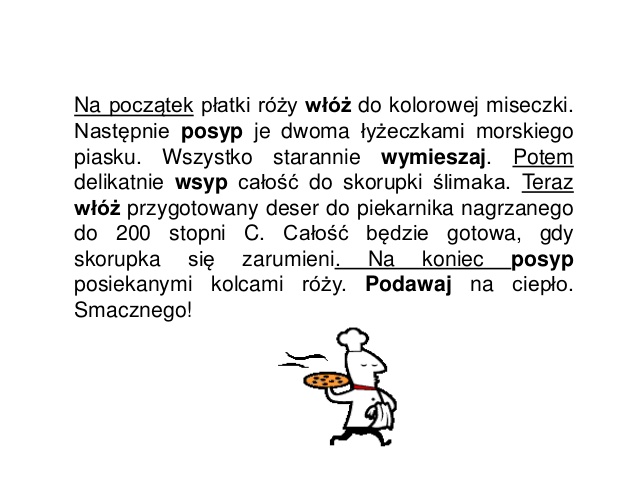 Na początek płatki róży włóż do kolorowej miseczki.
Następnie posyp je dwoma łyżeczkami morskiego
piasku. Wszystko starannie wymieszaj. Potem
delikatnie wsyp całość do skorupki ślimaka. Teraz
włóż przygotowany deser do piekarnika nagrzanego
do 200 stopni C. Całość będzie gotowa, gdy
skorupka się zarumieni. Na koniec posyp
posiekanymi kolcami róży. Podawaj na ciepło.
Smacznego!